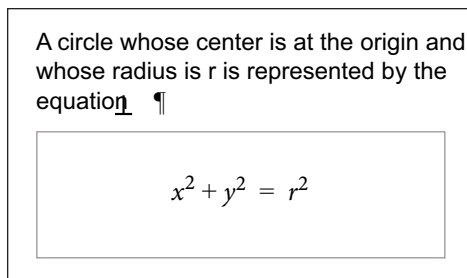 A circle whose center is at the origin and
whose radius is r is represented by the
equation ¶
x² + y² = r²